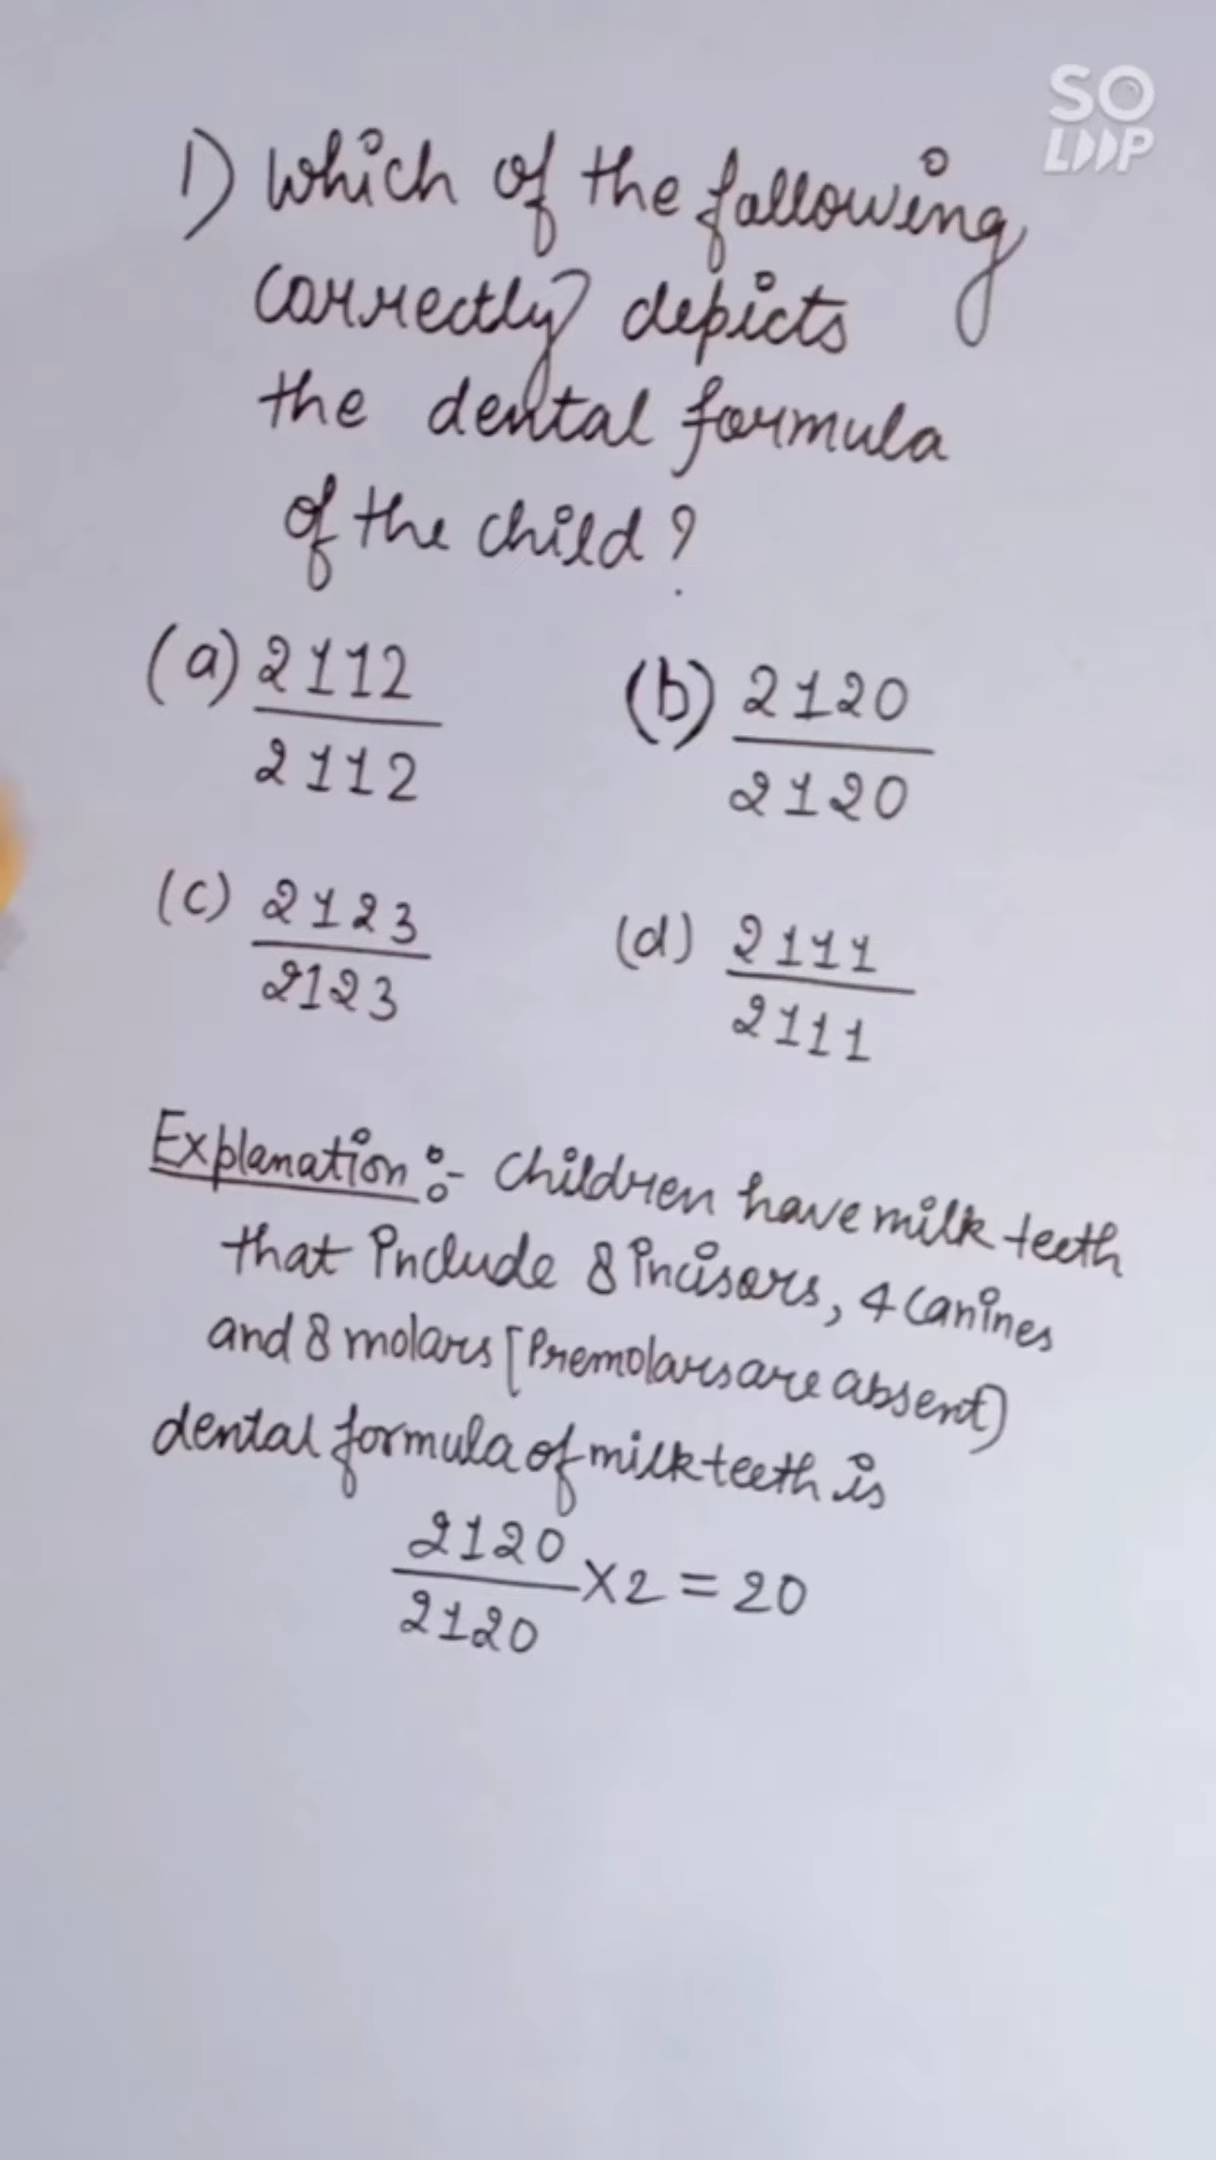 SO
LOOP
1) Which of the fallowing
correctly depicts
the dental formula
of the child?
(a) 2112
2112
(b) 2120
2120
(c) 2123
2123
(d) 2111
2111
Explanation :- Children have milk teeth
that include 8 incisors, 4 canines
and 8 molars [Premolars are absent)
dental formula of milk teeth is
2120
2120
×2 = 20